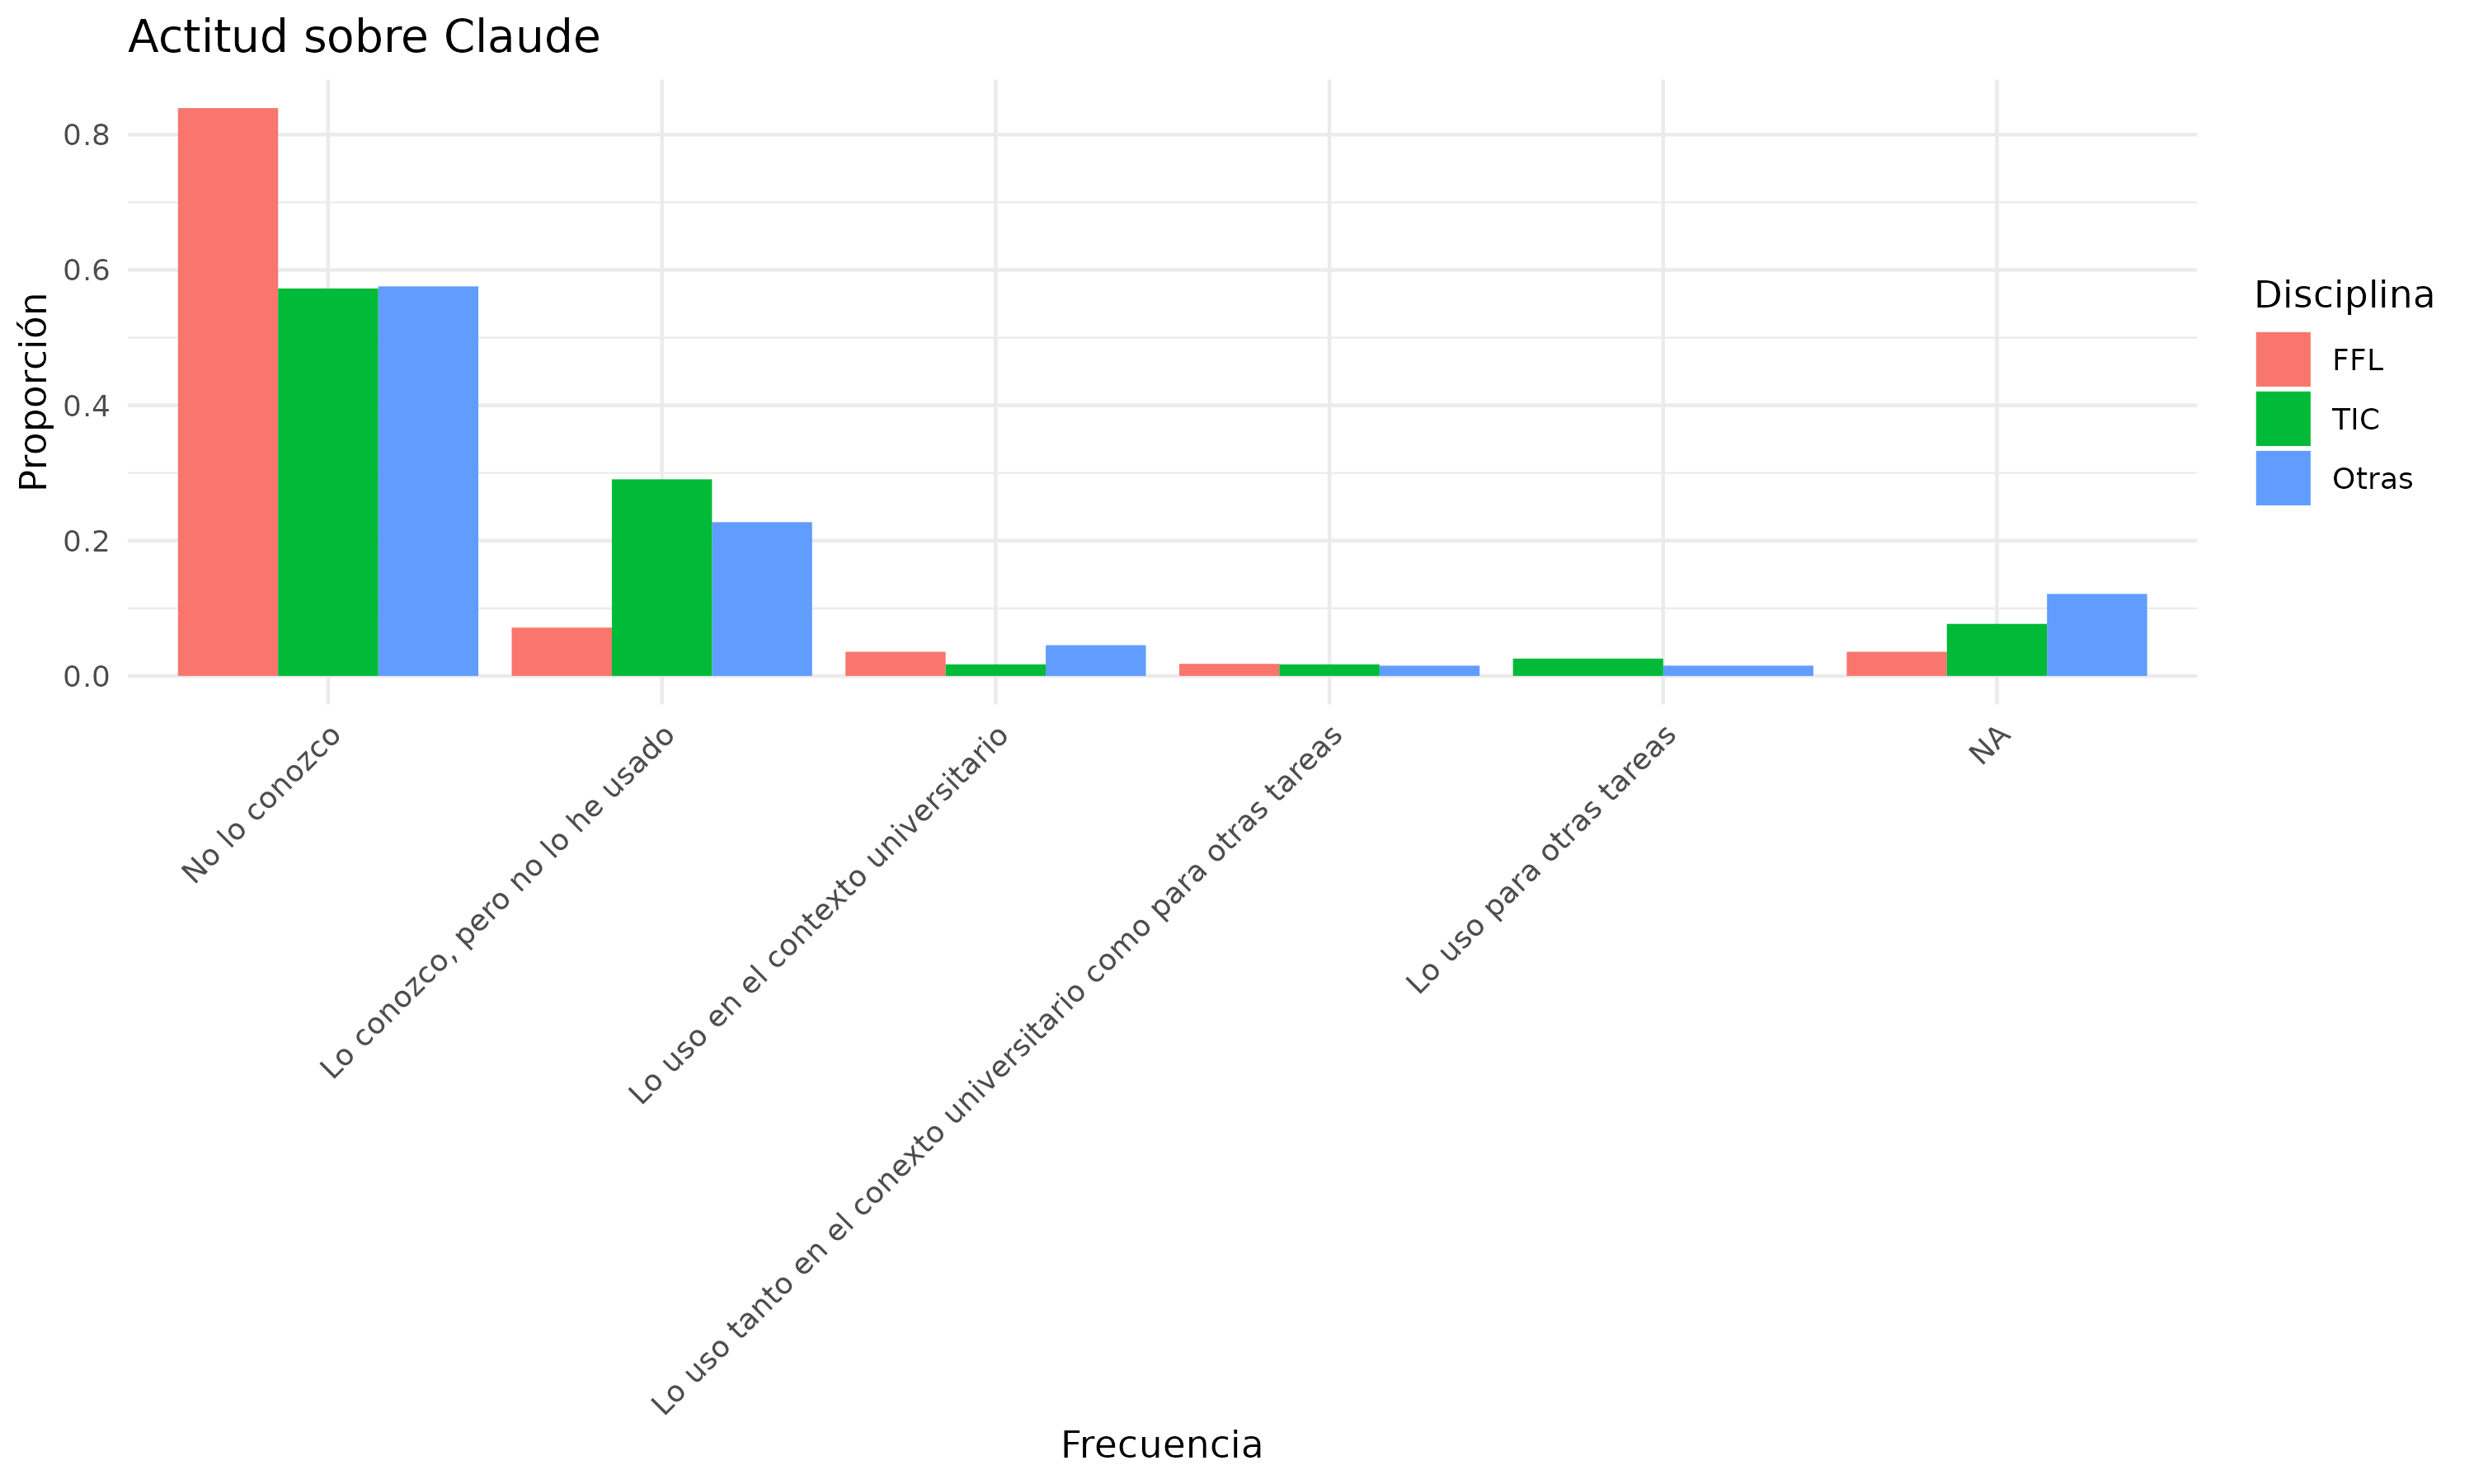 Actitud sobre Claude
Proporción
0.8
0.6
0.4
0.2
0.0
No lo conozco
Lo conozco, pero no lo he usado
Lo uso en el contexto universitario
Lo uso tanto en el conexto universitario como para otras tareas
Lo uso para otras tareas
NA
Frecuencia
Disciplina
FFL
TIC
Otras